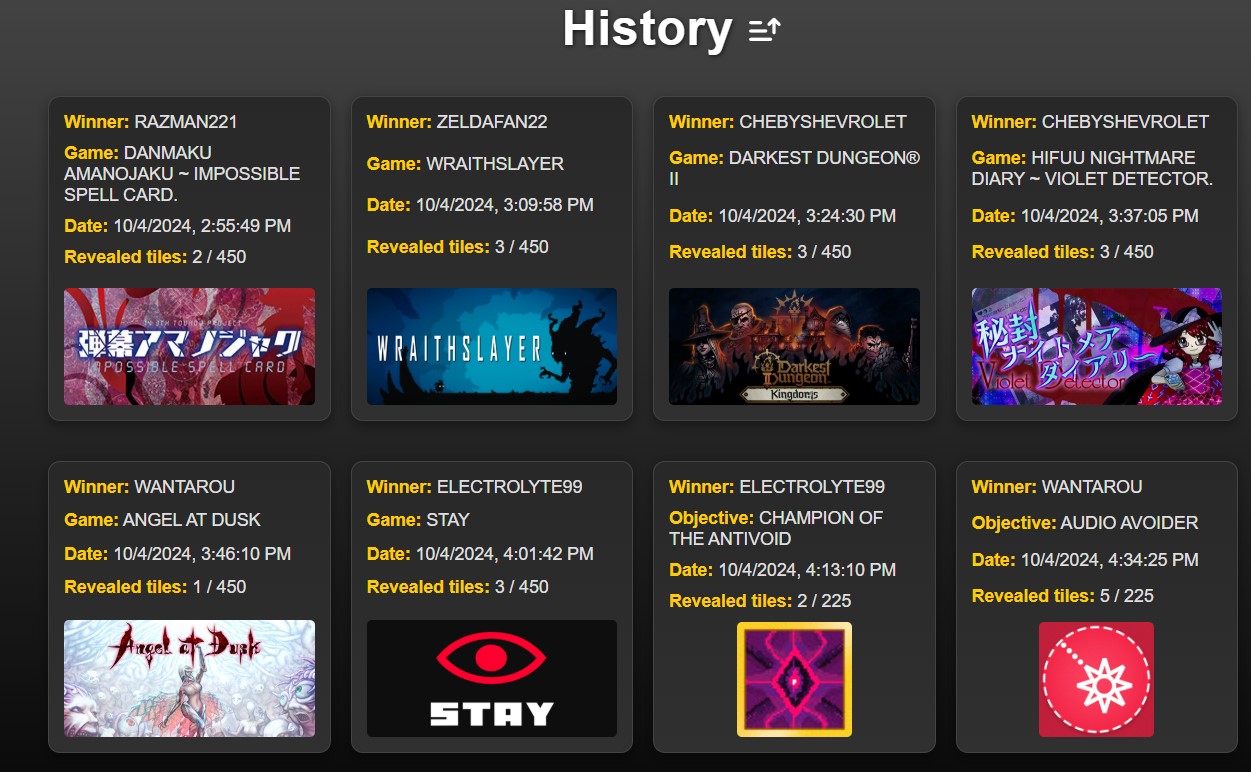 History
Winner: RAZMAN221
Game: DANMAKU
AMANOJAKU ~ IMPOSSIBLE
SPELL CARD.
Date: 10/4/2024, 2:55:49 PM
Revealed tiles: 2 / 450
弾幕アマノジャク
IMPOSSIBLE SPELL CARD
Winner: ZELDAFAN22
Game: WRAITHSLAYER
Date: 10/4/2024, 3:09:58 PM
Revealed tiles: 3 / 450
WRAITHSLAYER
Winner: CHEBYSHEVROLET
Game: DARKEST DUNGEON®
II
Date: 10/4/2024, 3:24:30 PM
Revealed tiles: 3 / 450
Darkest
Dungeon
Kingdoms
Winner: CHEBYSHEVROLET
Game: HIFUU NIGHTMARE
DIARY ~ VIOLET DETECTOR.
Date: 10/4/2024, 3:37:05 PM
Revealed tiles: 3 / 450
秘封
ナイトメア
ダイアリー
Violet Detector
Winner: WANTAROU
Game: ANGEL AT DUSK
Date: 10/4/2024, 3:46:10 PM
Revealed tiles: 1 / 450
Angel at Dusk
Winner: ELECTROLYTE99
Game: STAY
Date: 10/4/2024, 4:01:42 PM
Revealed tiles: 3 / 450
STAY
Winner: ELECTROLYTE99
Objective: CHAMPION OF
THE ANTIVOID
Date: 10/4/2024, 4:13:10 PM
Revealed tiles: 2 / 225
Winner: WANTAROU
Objective: AUDIO AVOIDER
Date: 10/4/2024, 4:34:25 PM
Revealed tiles: 5 / 225